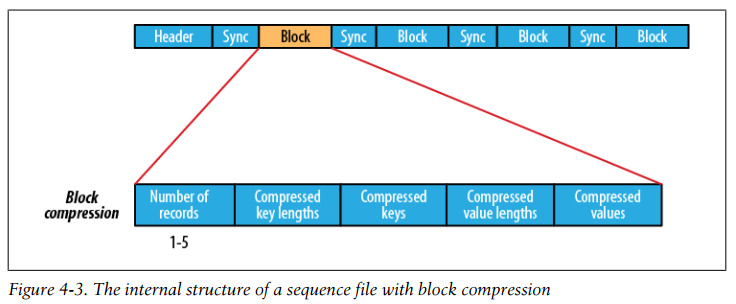 Header Sync Block Sync Block Sync Block Sync Block
Block compression
Number of records
Compressed key lengths
Compressed keys
Compressed value lengths
Compressed values
1-5
Figure 4-3. The internal structure of a sequence file with block compression